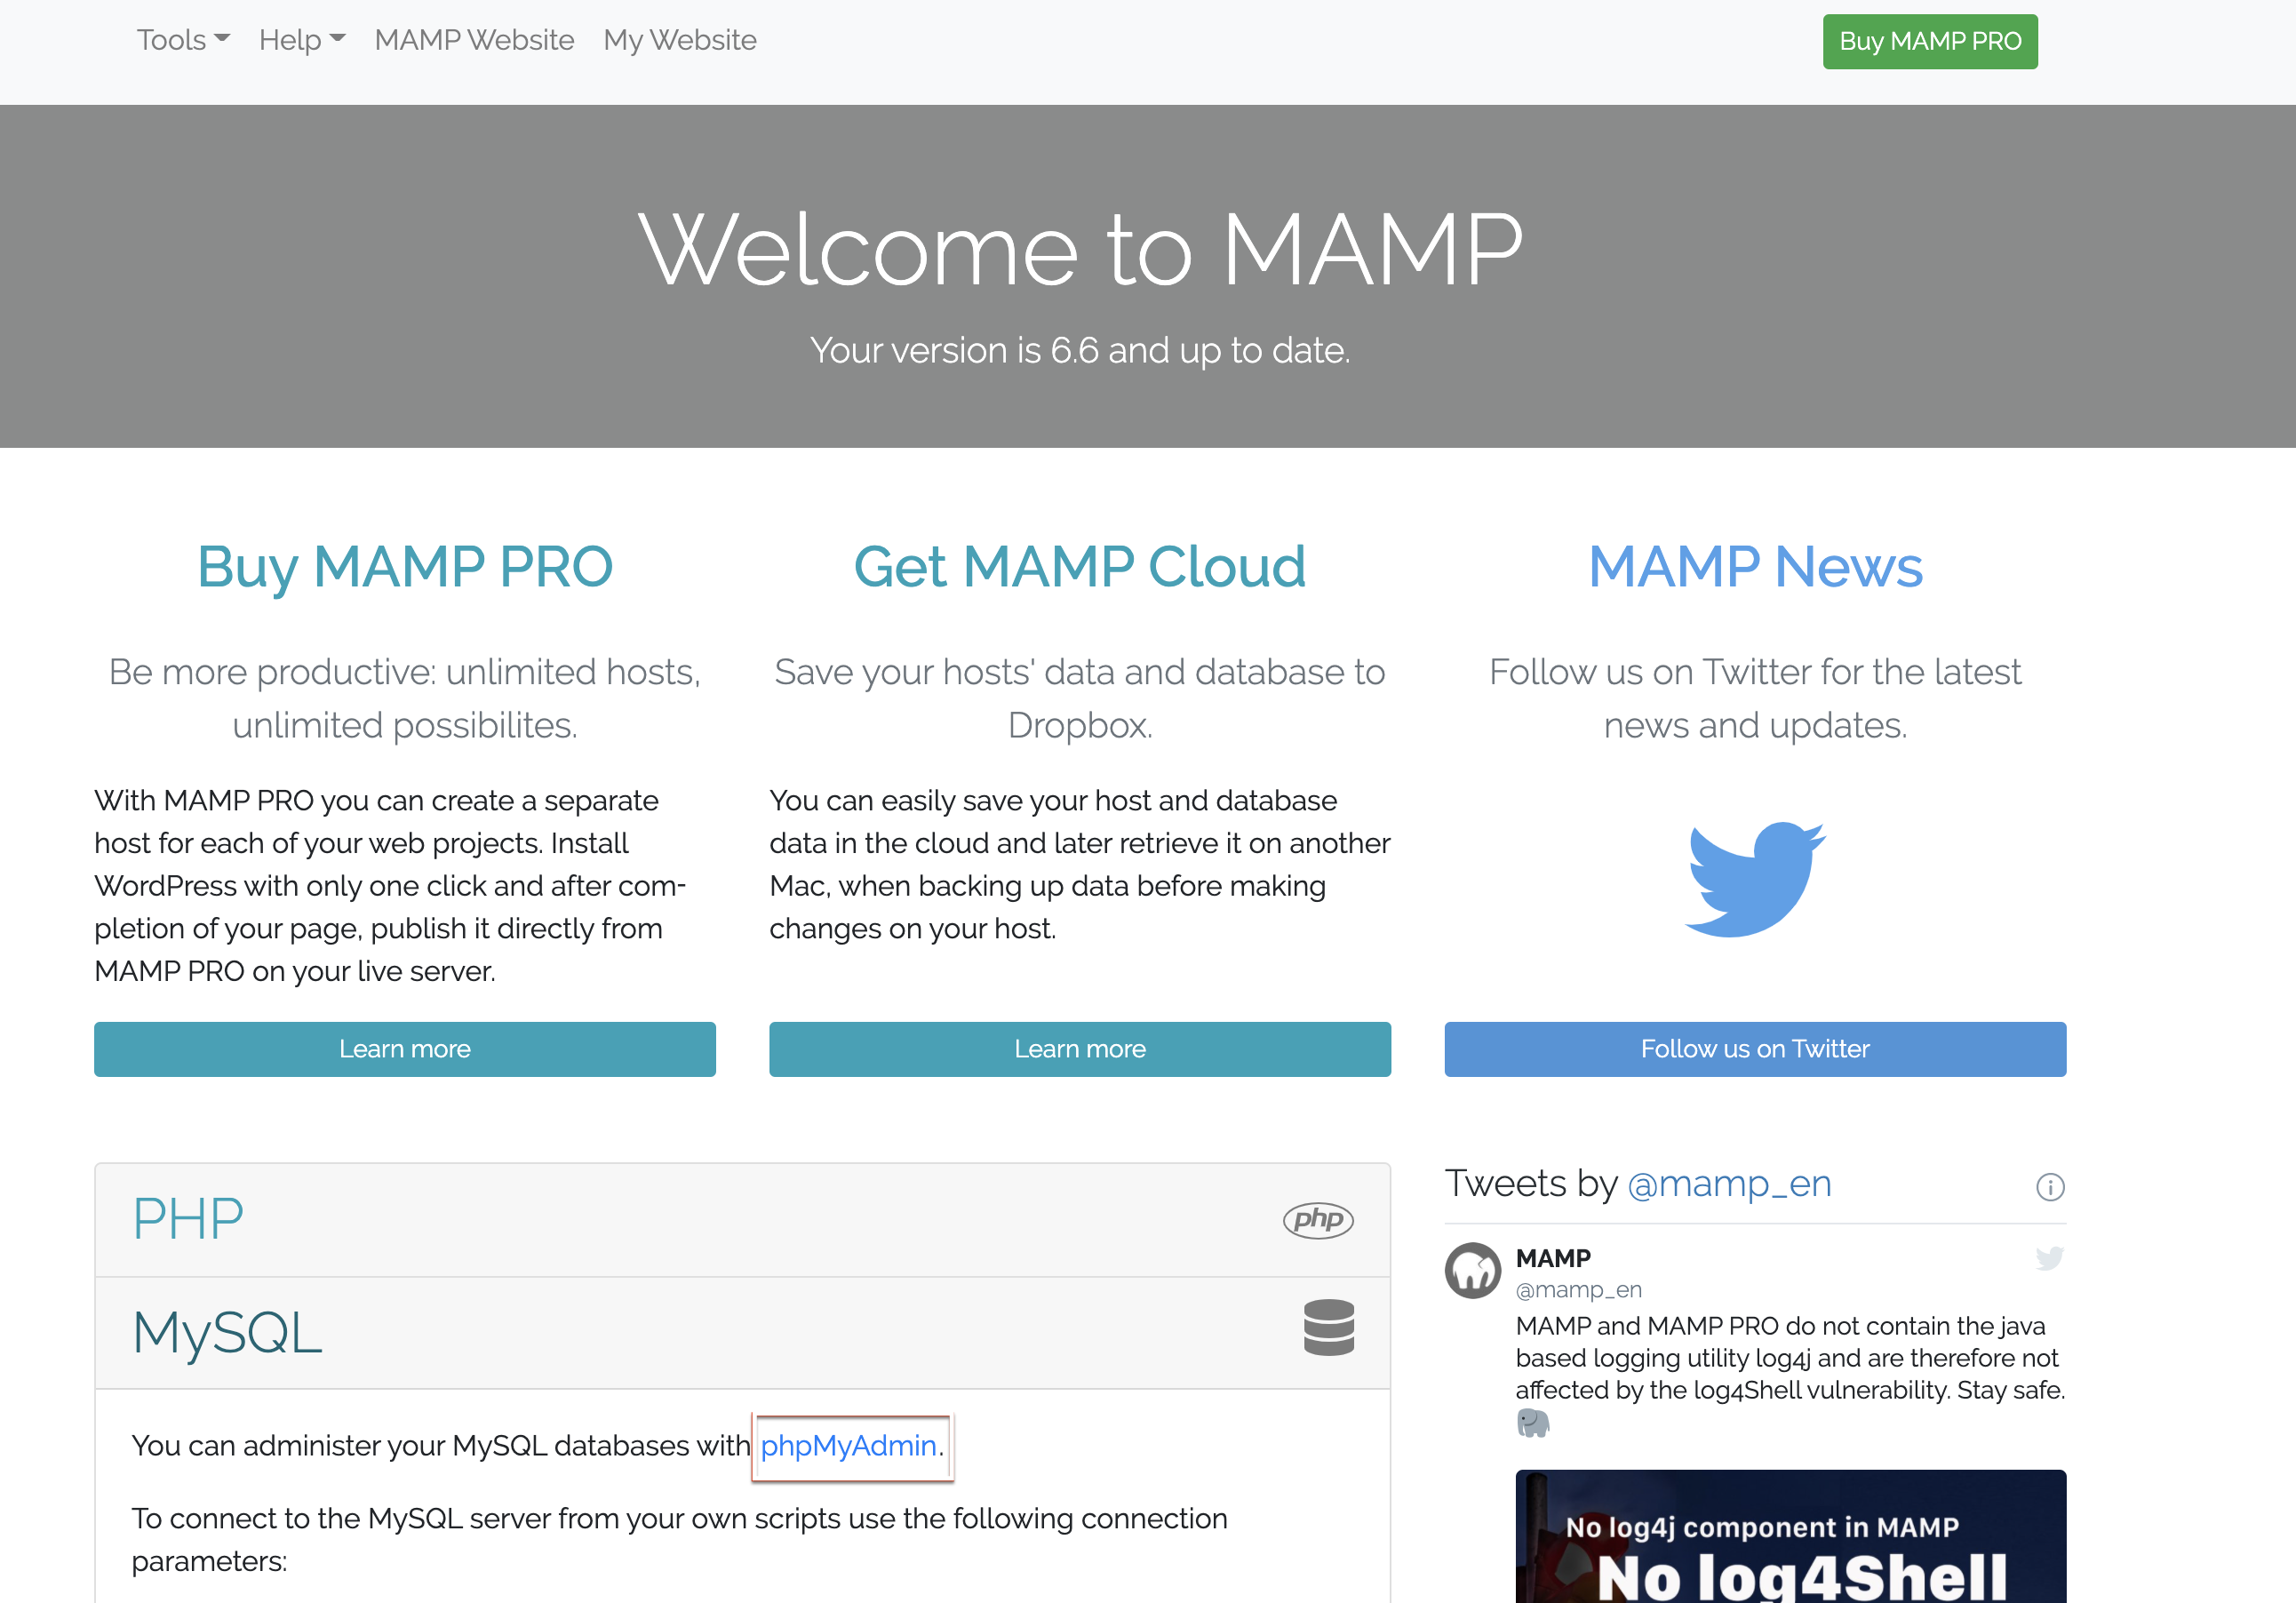 Tools Help MAMP Website My Website Buy MAMP PRO
Welcome to MAMP
Your version is 6.6 and up to date.
Buy MAMP PRO
Be more productive: unlimited hosts,
unlimited possibilites.
With MAMP PRO you can create a separate
host for each of your web projects. Install
WordPress with only one click and after com-
pletion of your page, publish it directly from
MAMP PRO on your live server.
Learn more
Get MAMP Cloud
Save your hosts' data and database to
Dropbox.
You can easily save your host and database
data in the cloud and later retrieve it on another
Mac, when backing up data before making
changes on your host.
Learn more
MAMP News
Follow us on Twitter for the latest
news and updates.
Follow us on Twitter
PHP
php
MySQL
You can administer your MySQL databases with phpMyAdmin.
To connect to the MySQL server from your own scripts use the following connection
parameters:
Tweets by @mamp_en
MAMP
@mamp_en
MAMP and MAMP PRO do not contain the java
based logging utility log4j and are therefore not
affected by the log4Shell vulnerability. Stay safe.
No log4j component in MAMP
No log4Shell